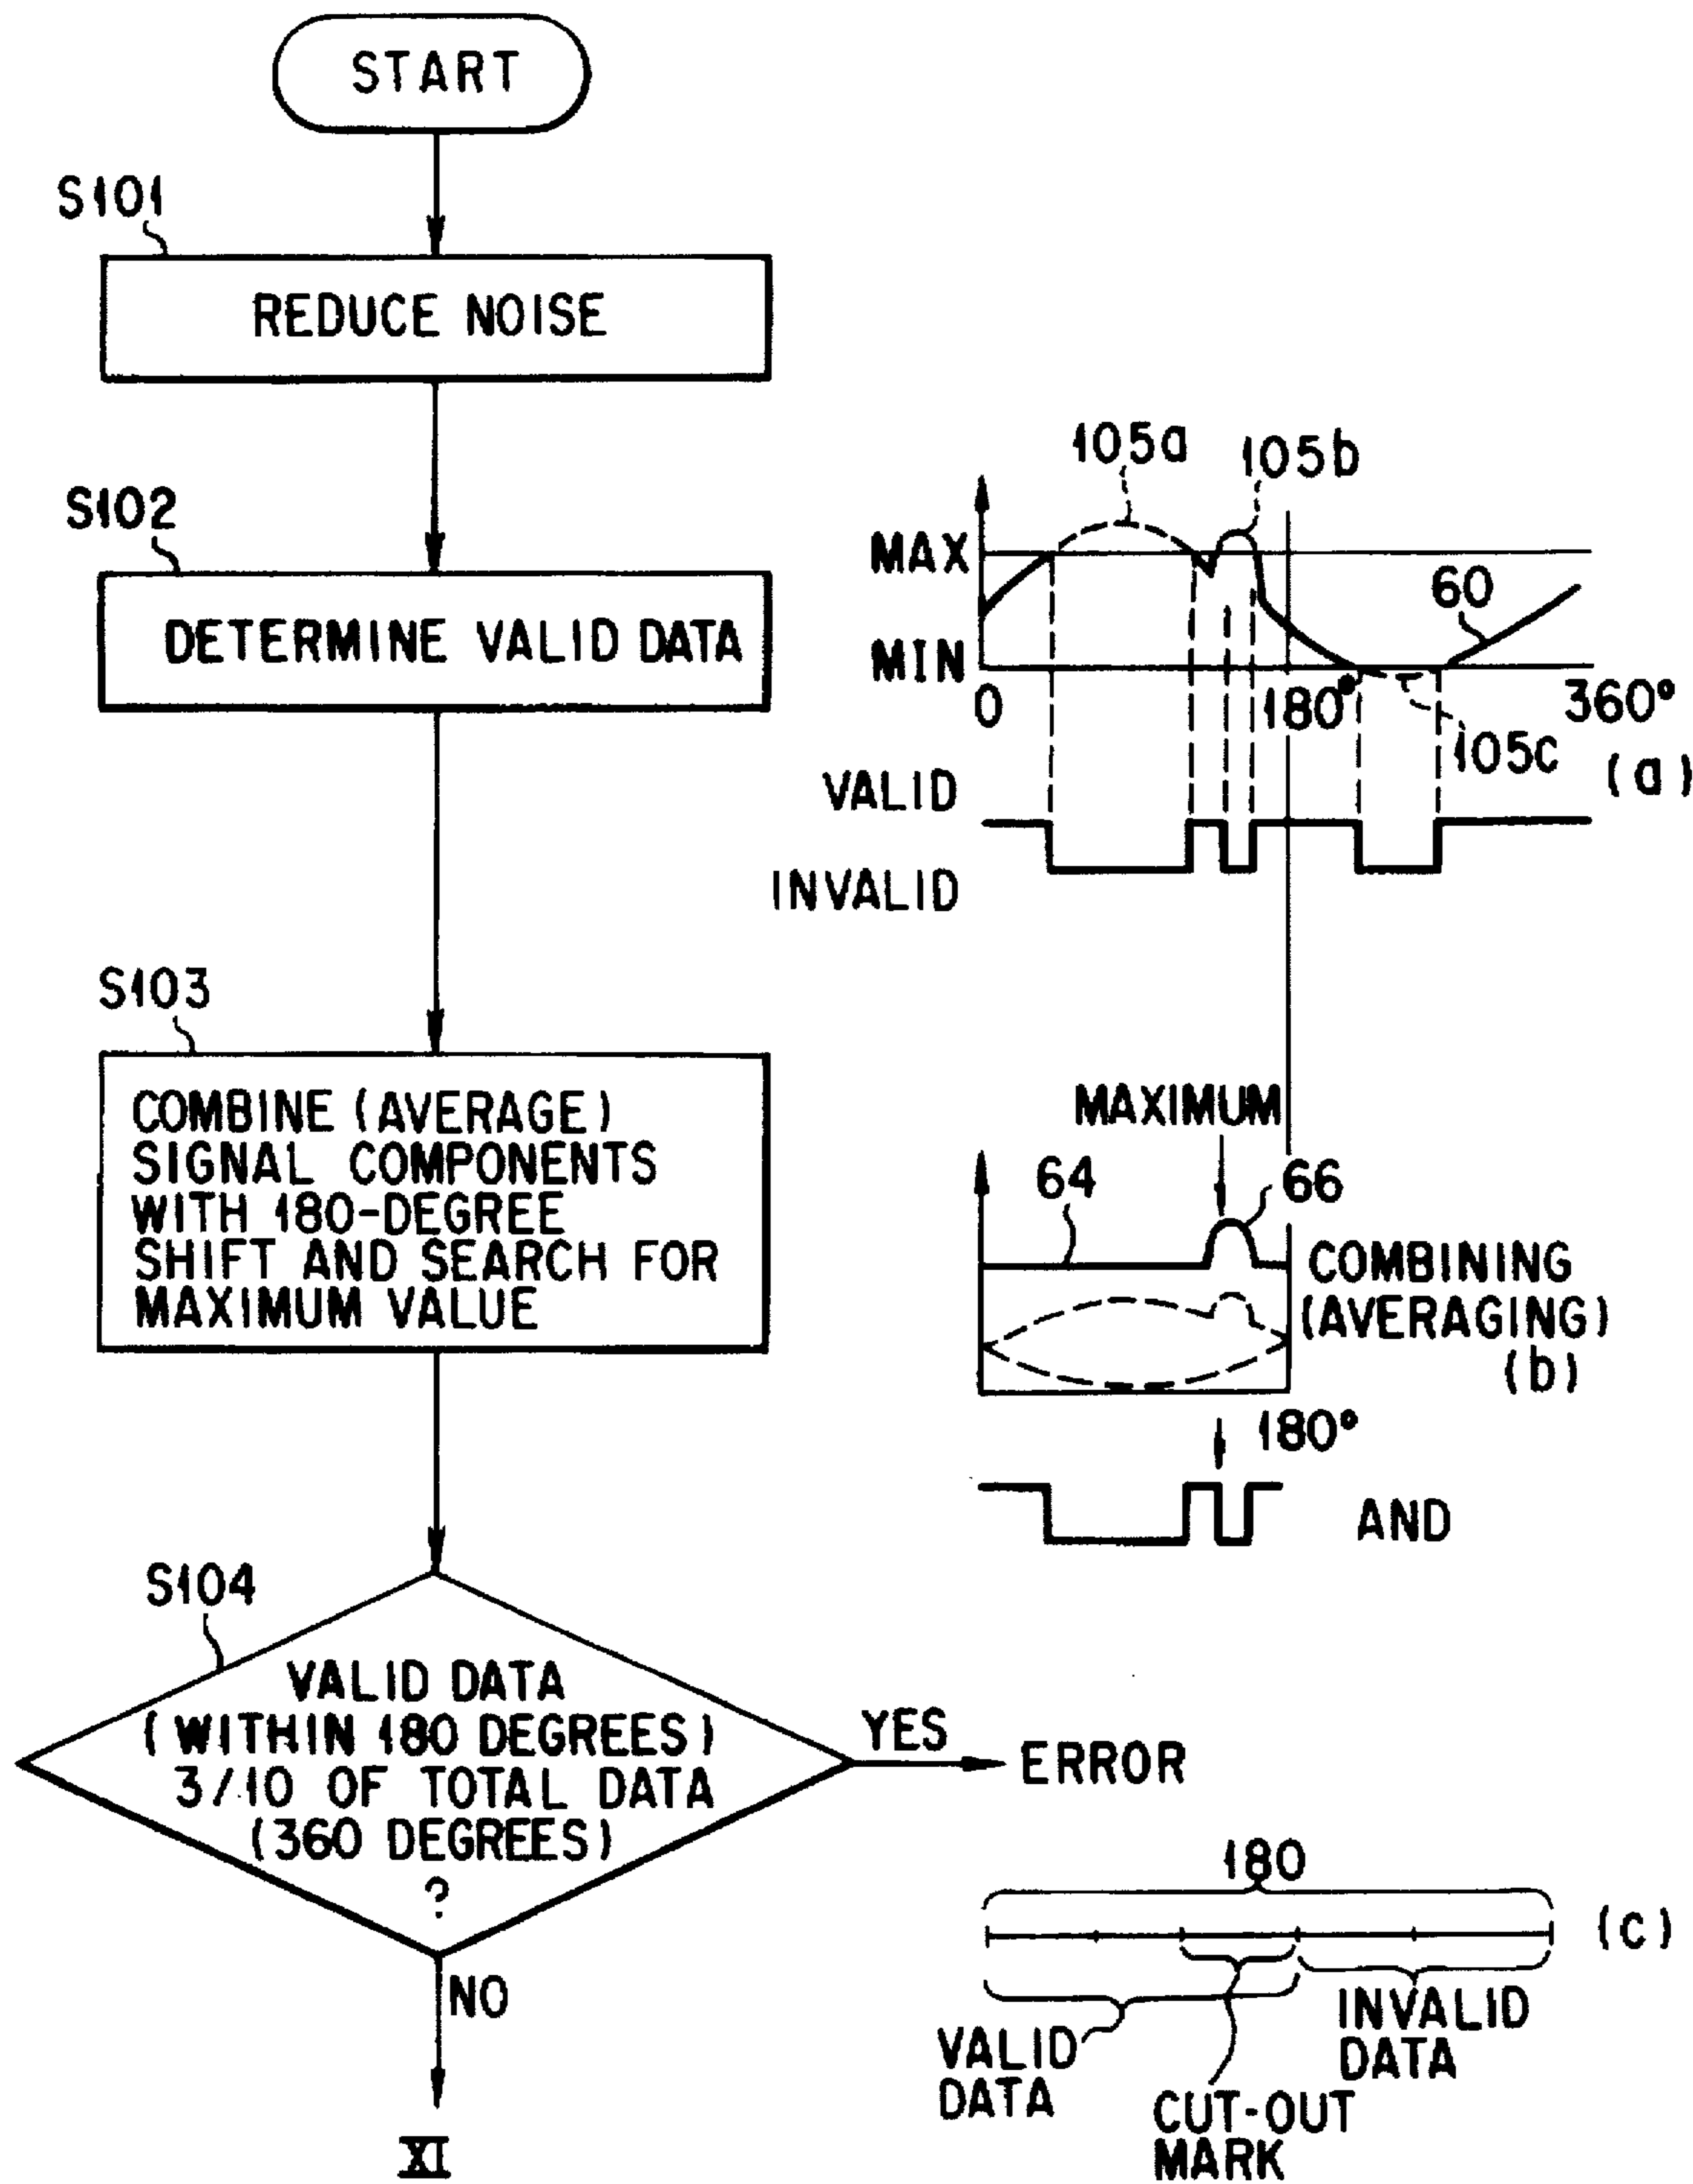 START
S101
REDUCE NOISE
S102
DETERMINE VALID DATA
105a
105b
MAX
60
MIN
0
180°
360°
105c
(a)
VALID
INVALID
S103
COMBINE (AVERAGE)
SIGNAL COMPONENTS
WITH 180-DEGREE
SHIFT AND SEARCH FOR
MAXIMUM VALUE
MAXIMUM
64
66
COMBINING
(AVERAGING)
(b)
180°
AND
S104
VALID DATA
(WITHIN 180 DEGREES)
3/10 OF TOTAL DATA
(360 DEGREES)
?
YES
ERROR
NO
XI
180
(c)
VALID
DATA
CUT-OUT
MARK
INVALID
DATA